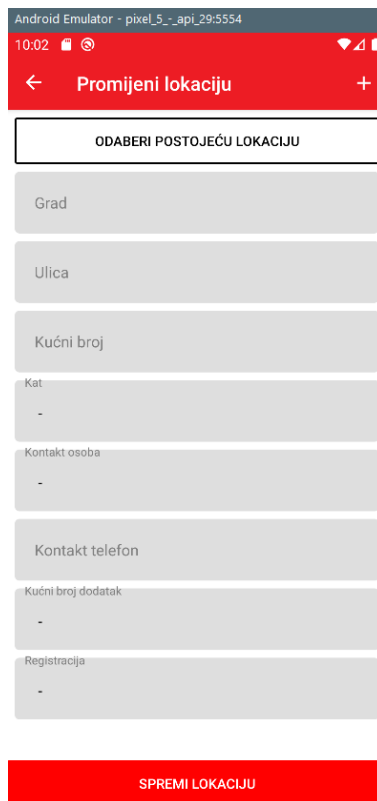 Android Emulator - pixel_5_-_api_29:5554
10:02
Promijeni lokaciju
ODABERI POSTOJEĆU LOKACIJU
Grad
Ulica
Kućni broj
Kat
-
Kontakt osoba
-
Kontakt telefon
Kućni broj dodatak
-
Registracija
-
SPREMI LOKACIJU